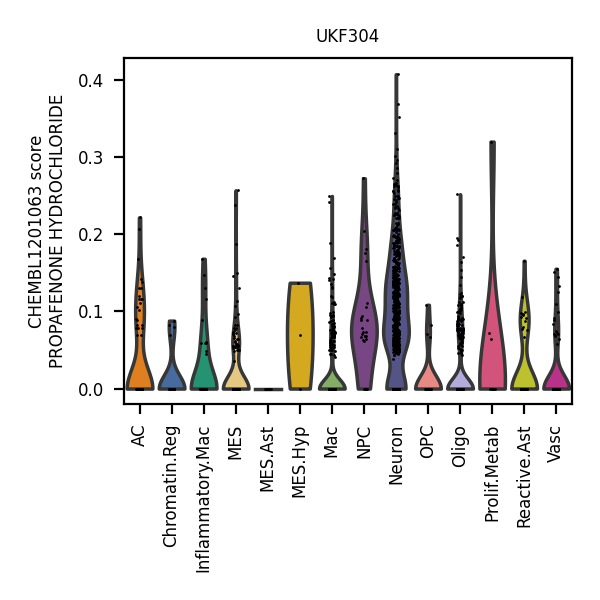 UKF304
CHEMBL1201063 score
PROPAFENONE HYDROCHLORIDE
0.4
0.3
0.2
0.1
0.0
AC
Chromatin.Reg
Inflammatory.Mac
MES
MES.Ast
MES.Hyp
Mac
NPC
Neuron
OPC
Oligo
Prolif.Metab
Reactive.Ast
Vasc